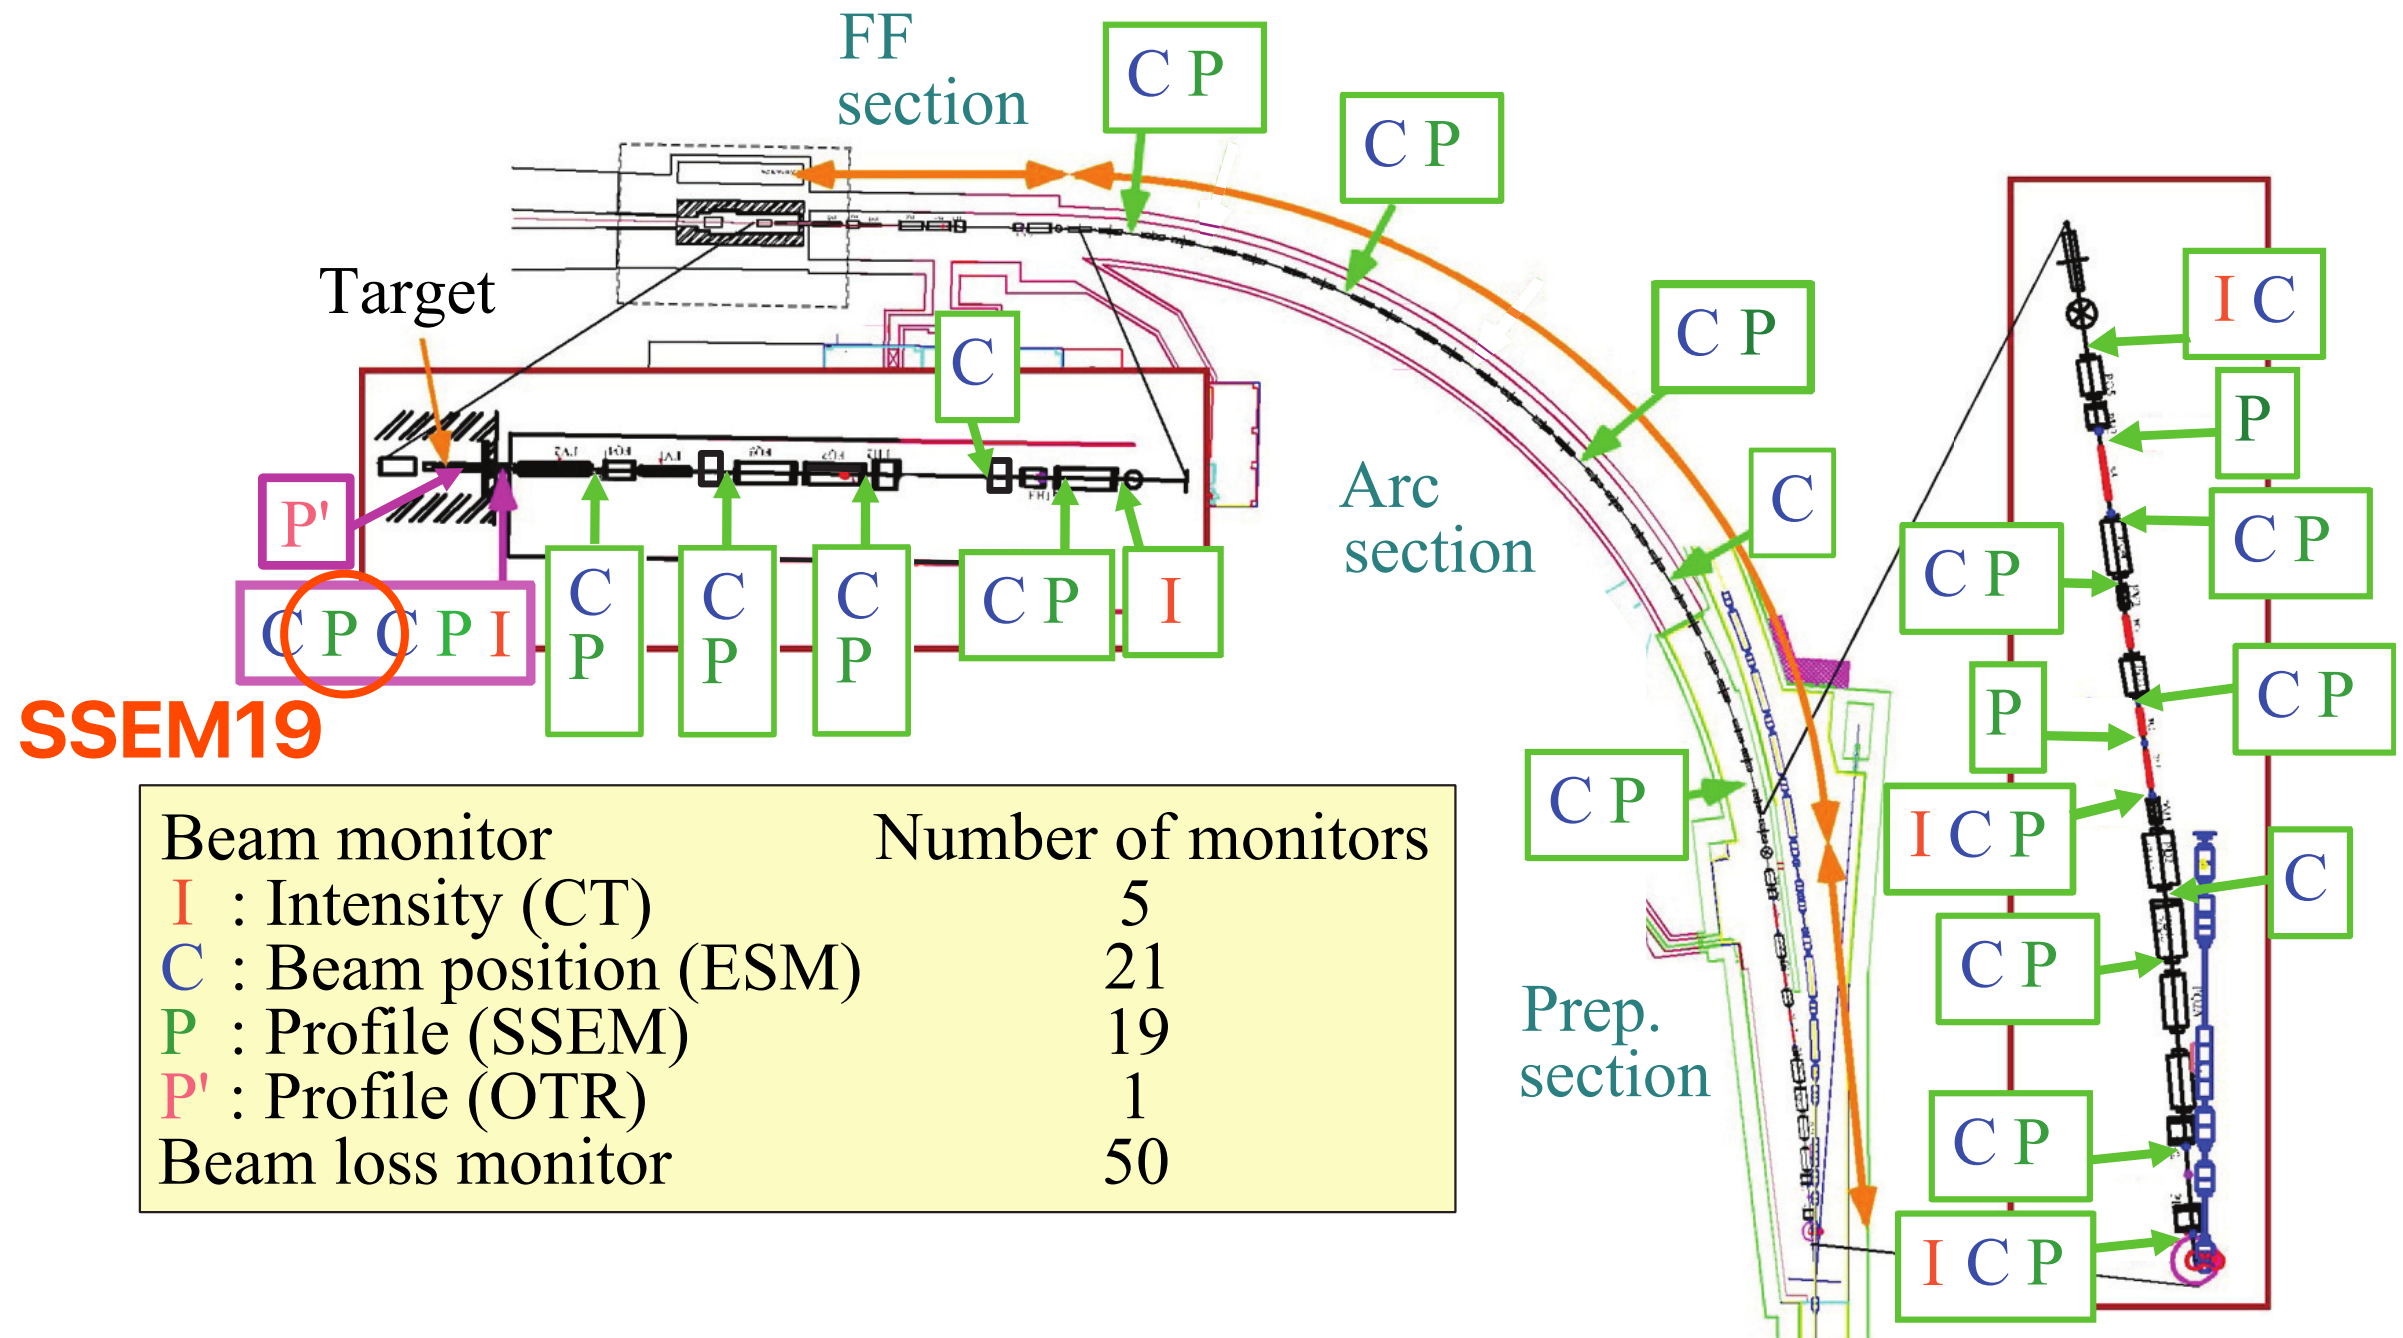 FF
section
C P
C P
C P
C
Arc
section
C P
Prep.
section
Target
C
P'
C P C P I
SSEM19
C
P
C
P
C
P
C P
I
I C
P
C P
C P
C P
P
I C P
C
C P
C P
I C P
Beam monitor Number of monitors
I : Intensity (CT) 5
C : Beam position (ESM) 21
P : Profile (SSEM) 19
P' : Profile (OTR) 1
Beam loss monitor 50